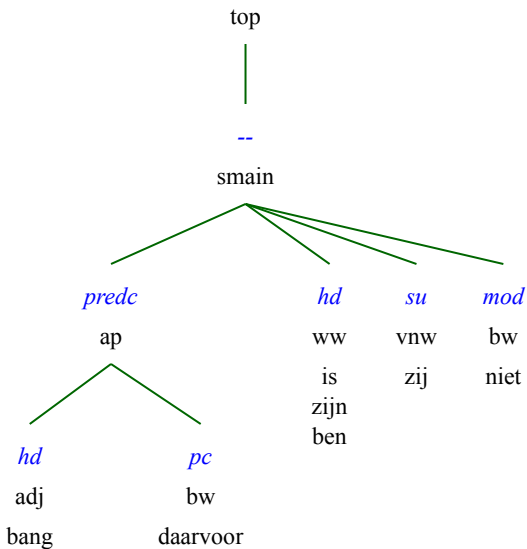 top
--
smain
predc hd su mod
ap ww vnw bw
is zij niet
zijn
ben
hd pc
adj bw
bang daarvoor